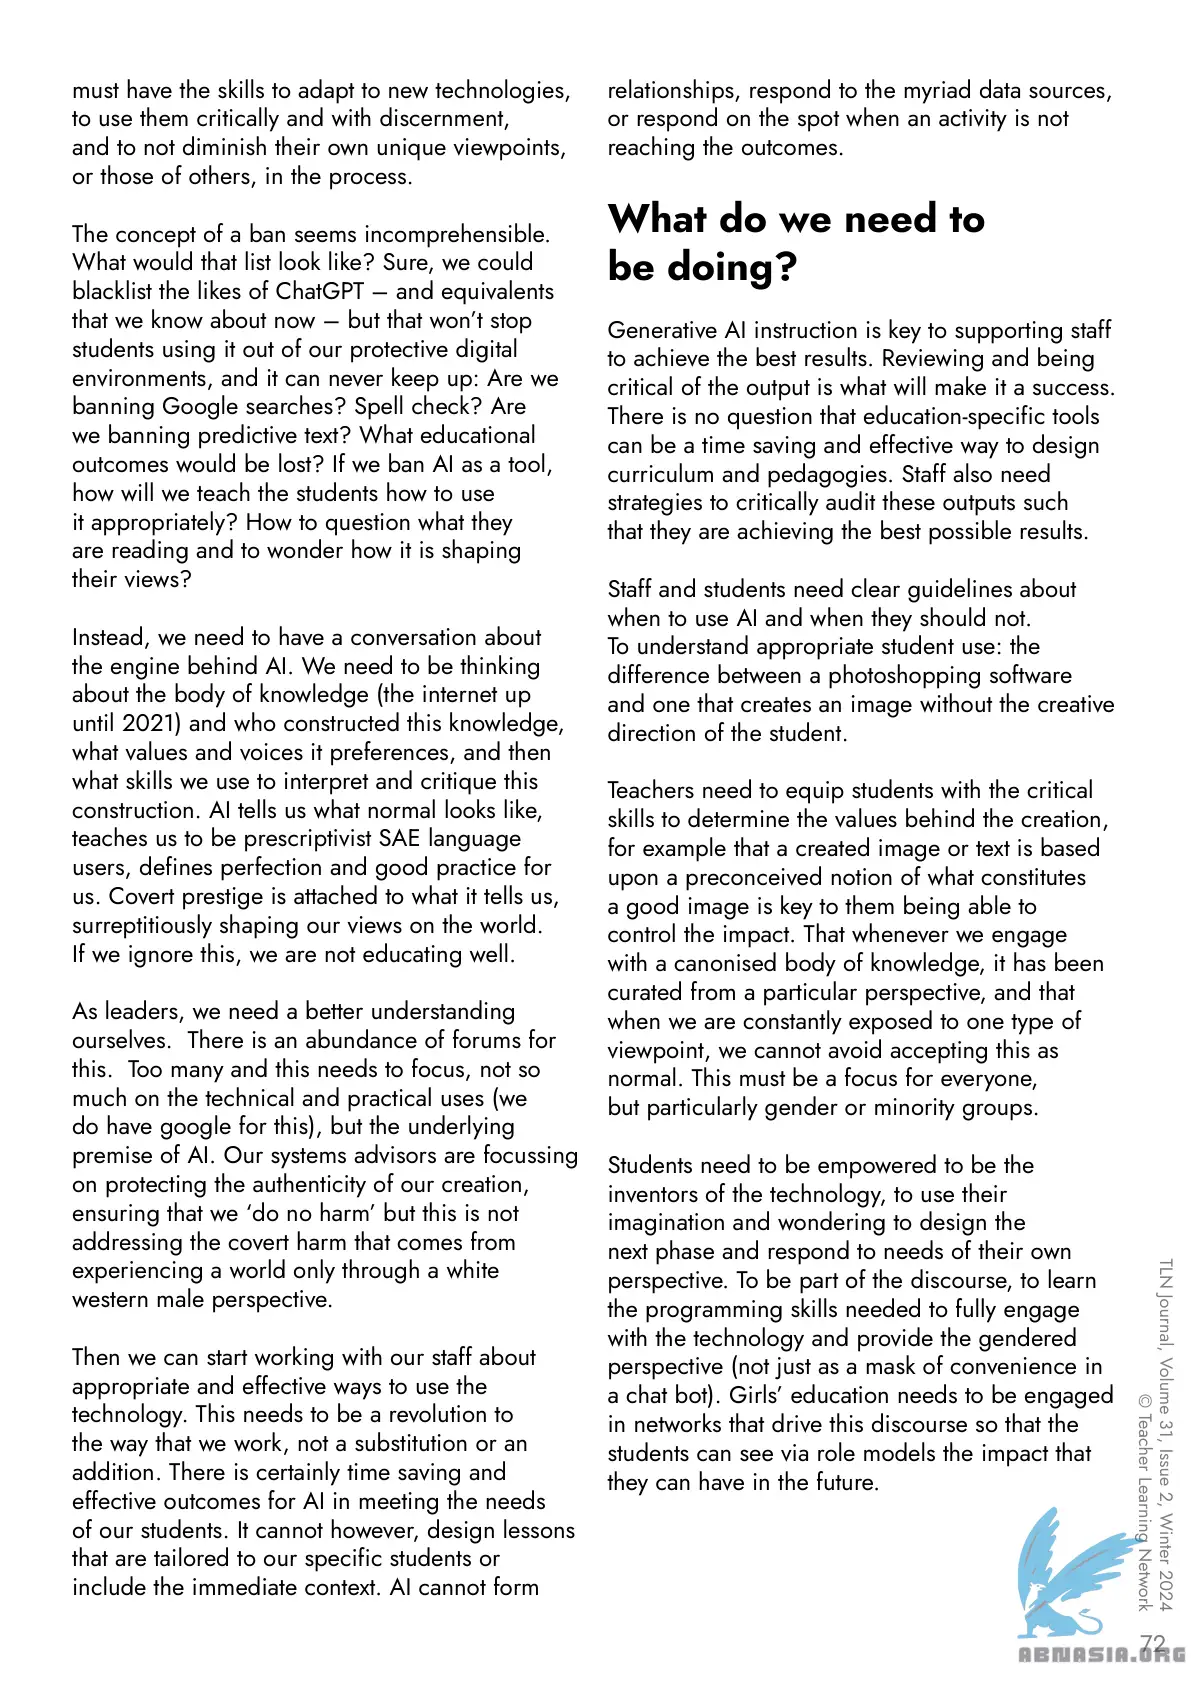 must have the skills to adapt to new technologies,
to use them critically and with discernment,
and to not diminish their own unique viewpoints,
or those of others, in the process.
The concept of a ban seems incomprehensible.
What would that list look like? Sure, we could
blacklist the likes of ChatGPT – and equivalents
that we know about now – but that won’t stop
students using it out of our protective digital
environments, and it can never keep up: Are we
banning Google searches? Spell check? Are
we banning predictive text? What educational
outcomes would be lost? If we ban AI as a tool,
how will we teach the students how to use
it appropriately? How to question what they
are reading and to wonder how it is shaping
their views?
Instead, we need to have a conversation about
the engine behind AI. We need to be thinking
about the body of knowledge (the internet up
until 2021) and who constructed this knowledge,
what values and voices it preferences, and then
what skills we use to interpret and critique this
construction. AI tells us what normal looks like,
teaches us to be prescriptivist SAE language
users, defines perfection and good practice for
us. Covert prestige is attached to what it tells us,
surreptitiously shaping our views on the world.
If we ignore this, we are not educating well.
As leaders, we need a better understanding
ourselves.  There is an abundance of forums for
this.  Too many and this needs to focus, not so
much on the technical and practical uses (we
do have google for this), but the underlying
premise of AI. Our systems advisors are focussing
on protecting the authenticity of our creation,
ensuring that we ‘do no harm’ but this is not
addressing the covert harm that comes from
experiencing a world only through a white
western male perspective.
Then we can start working with our staff about
appropriate and effective ways to use the
technology. This needs to be a revolution to
the way that we work, not a substitution or an
addition. There is certainly time saving and
effective outcomes for AI in meeting the needs
of our students. It cannot however, design lessons
that are tailored to our specific students or
include the immediate context. AI cannot form
relationships, respond to the myriad data sources,
or respond on the spot when an activity is not
reaching the outcomes.
What do we need to
be doing?
Generative AI instruction is key to supporting staff
to achieve the best results. Reviewing and being
critical of the output is what will make it a success.
There is no question that education-specific tools
can be a time saving and effective way to design
curriculum and pedagogies. Staff also need
strategies to critically audit these outputs such
that they are achieving the best possible results.
Staff and students need clear guidelines about
when to use AI and when they should not.
To understand appropriate student use: the
difference between a photoshopping software
and one that creates an image without the creative
direction of the student.
Teachers need to equip students with the critical
skills to determine the values behind the creation,
for example that a created image or text is based
upon a preconceived notion of what constitutes
a good image is key to them being able to
control the impact. That whenever we engage
with a canonised body of knowledge, it has been
curated from a particular perspective, and that
when we are constantly exposed to one type of
viewpoint, we cannot avoid accepting this as
normal. This must be a focus for everyone,
but particularly gender or minority groups.
Students need to be empowered to be the
inventors of the technology, to use their
imagination and wondering to design the
next phase and respond to needs of their own
perspective. To be part of the discourse, to learn
the programming skills needed to fully engage
with the technology and provide the gendered
perspective (not just as a mask of convenience in
a chat bot). Girls’ education needs to be engaged
in networks that drive this discourse so that the
students can see via role models the impact that
they can have in the future.
TLN Journal, Volume 31, Issue 2, Winter 2024
© Teacher Learning Network
72
ABNASIA.ORG